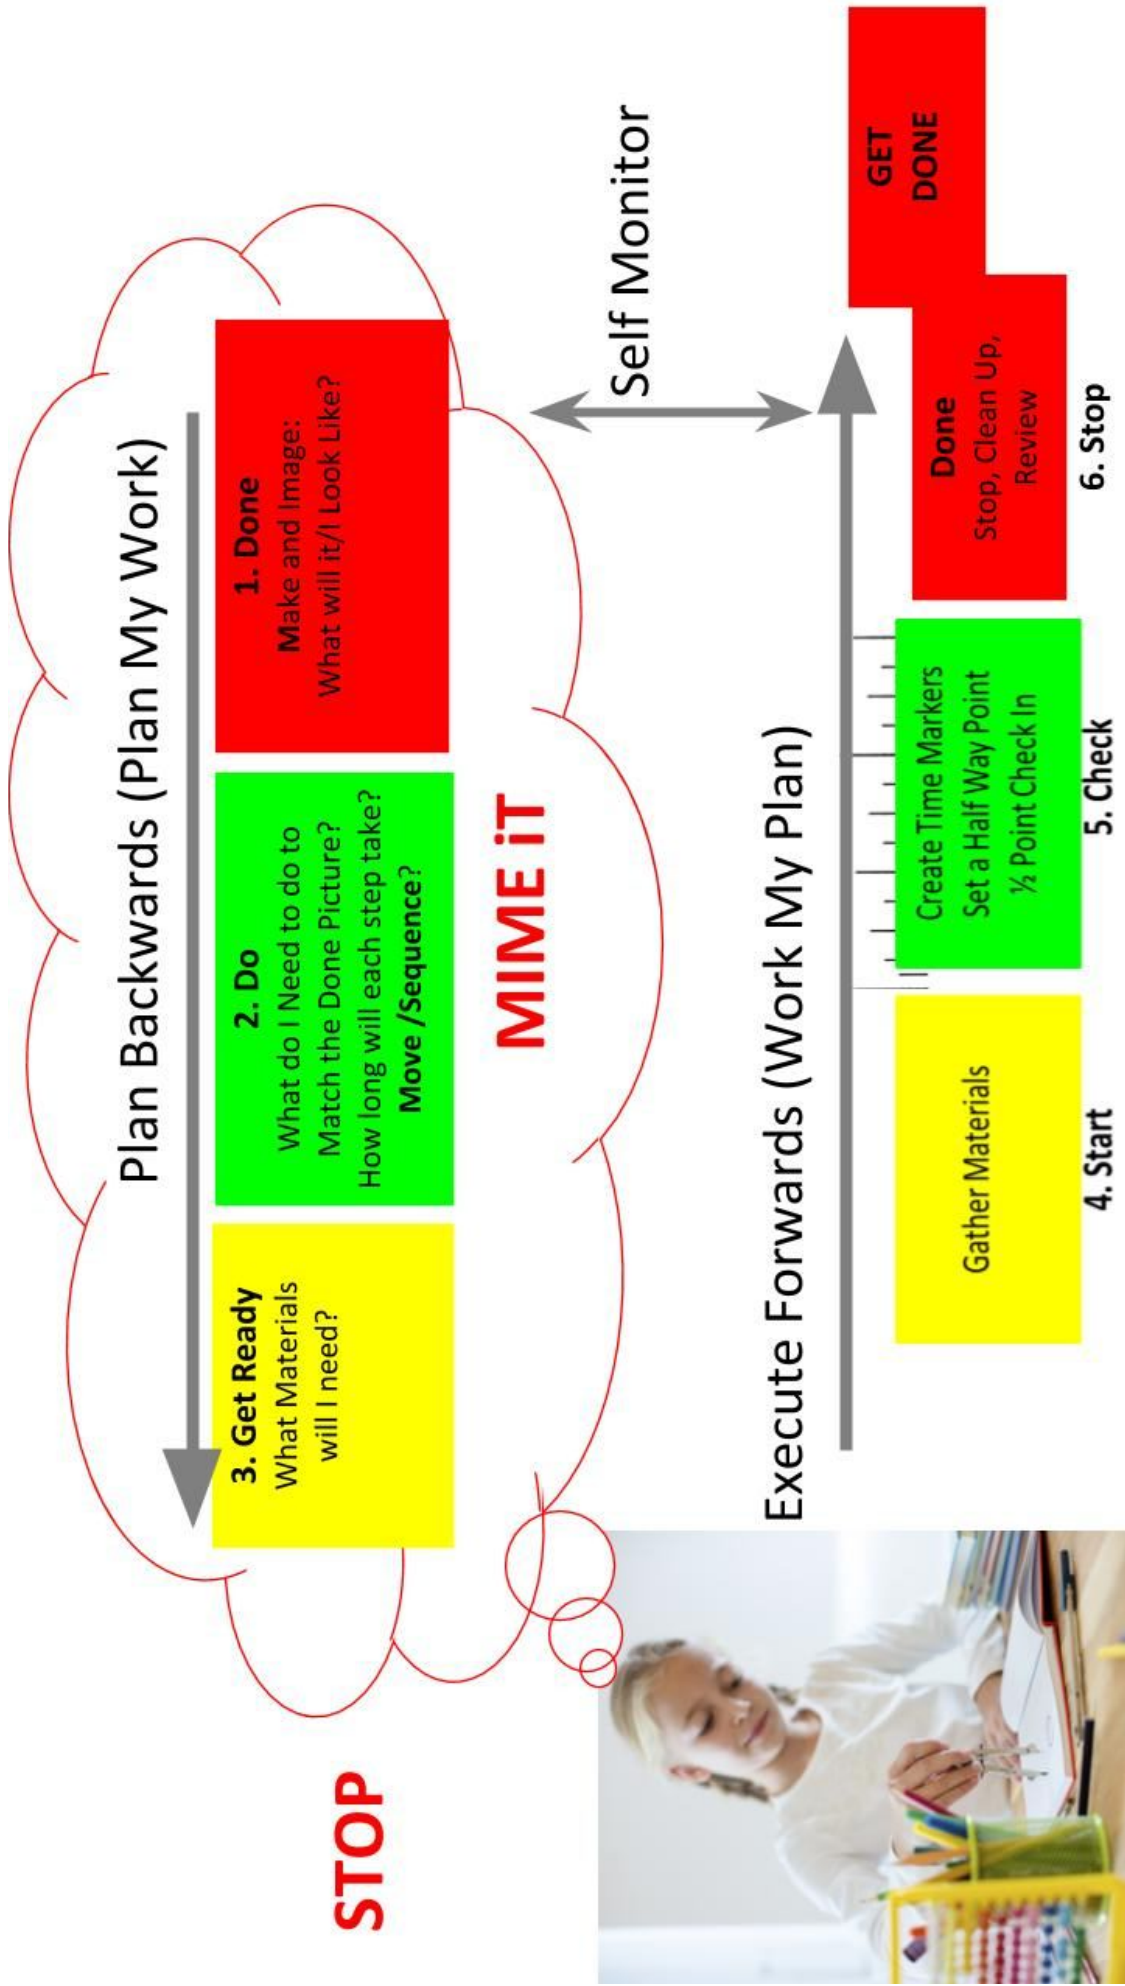 Plan Backwards (Plan My Work)
3. Get Ready
What Materials
will I need?
2. Do
What do I Need to do to
Match the Done Picture?
How long will each step take?
Move /Sequence?
1. Done
Make and Image:
What will it/I Look Like?
STOP
MIME iT
Self Monitor
Execute Forwards (Work My Plan)
Gather Materials
4. Start
Create Time Markers
Set a Half Way Point
½ Point Check In
5. Check
Done
Stop, Clean Up,
Review
6. Stop
GET
DONE